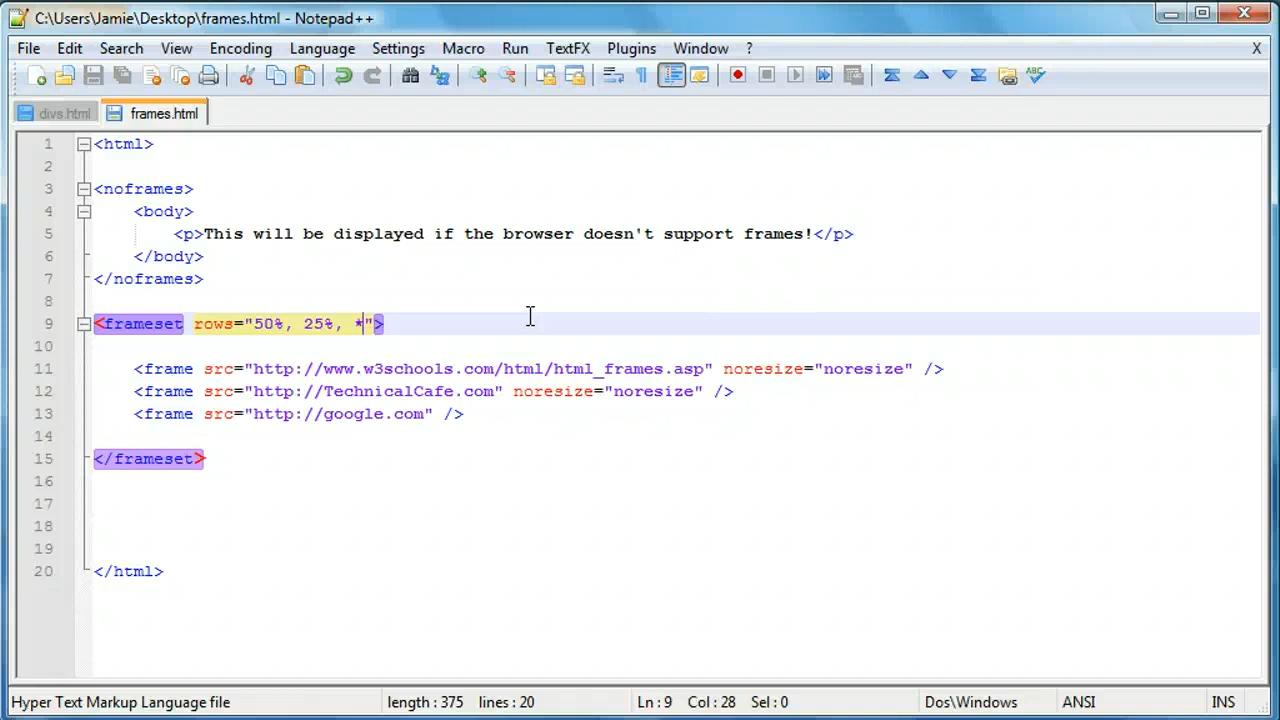 C:\Users\Jamie\Desktop\frames.html - Notepad++
File Edit Search View Encoding Language Settings Macro Run TextFX Plugins Window ? X
ABC
divs.html frames.html
1 <html>
2
3 <noframes>
4 <body>
5 <p>This will be displayed if the browser doesn't support frames!</p>
6 </body>
7 </noframes>
8
9 <frameset rows="50%, 25%, *">
10
11 <frame src="http://www.w3schools.com/html/html_frames.asp" noresize="noresize" />
12 <frame src="http://TechnicalCafe.com" noresize="noresize" />
13 <frame src="http://google.com" />
14
15 </frameset>
16
17
18
19
20 </html>
Hyper Text Markup Language file length : 375 lines : 20 Ln : 9 Col : 28 Sel : 0 Dos\Windows ANSI INS